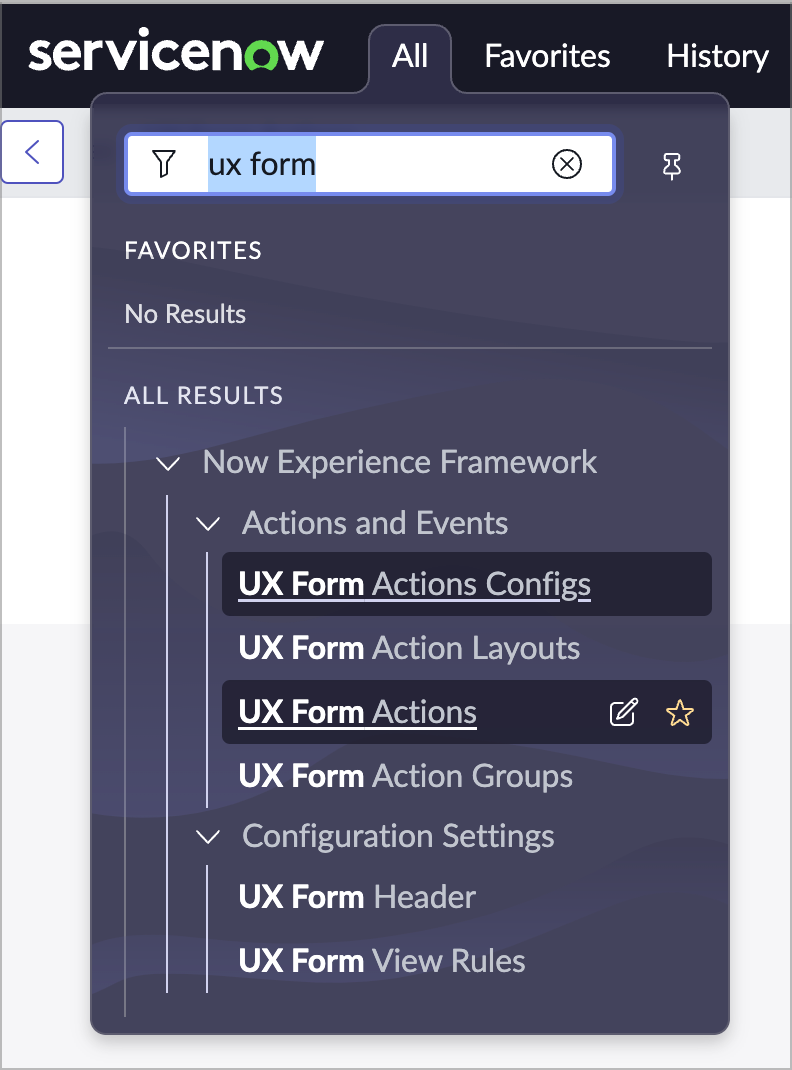 servicenow All Favorites History
ux form
FAVORITES
No Results
ALL RESULTS
Now Experience Framework
Actions and Events
UX Form Actions Configs
UX Form Action Layouts
UX Form Actions
UX Form Action Groups
Configuration Settings
UX Form Header
UX Form View Rules